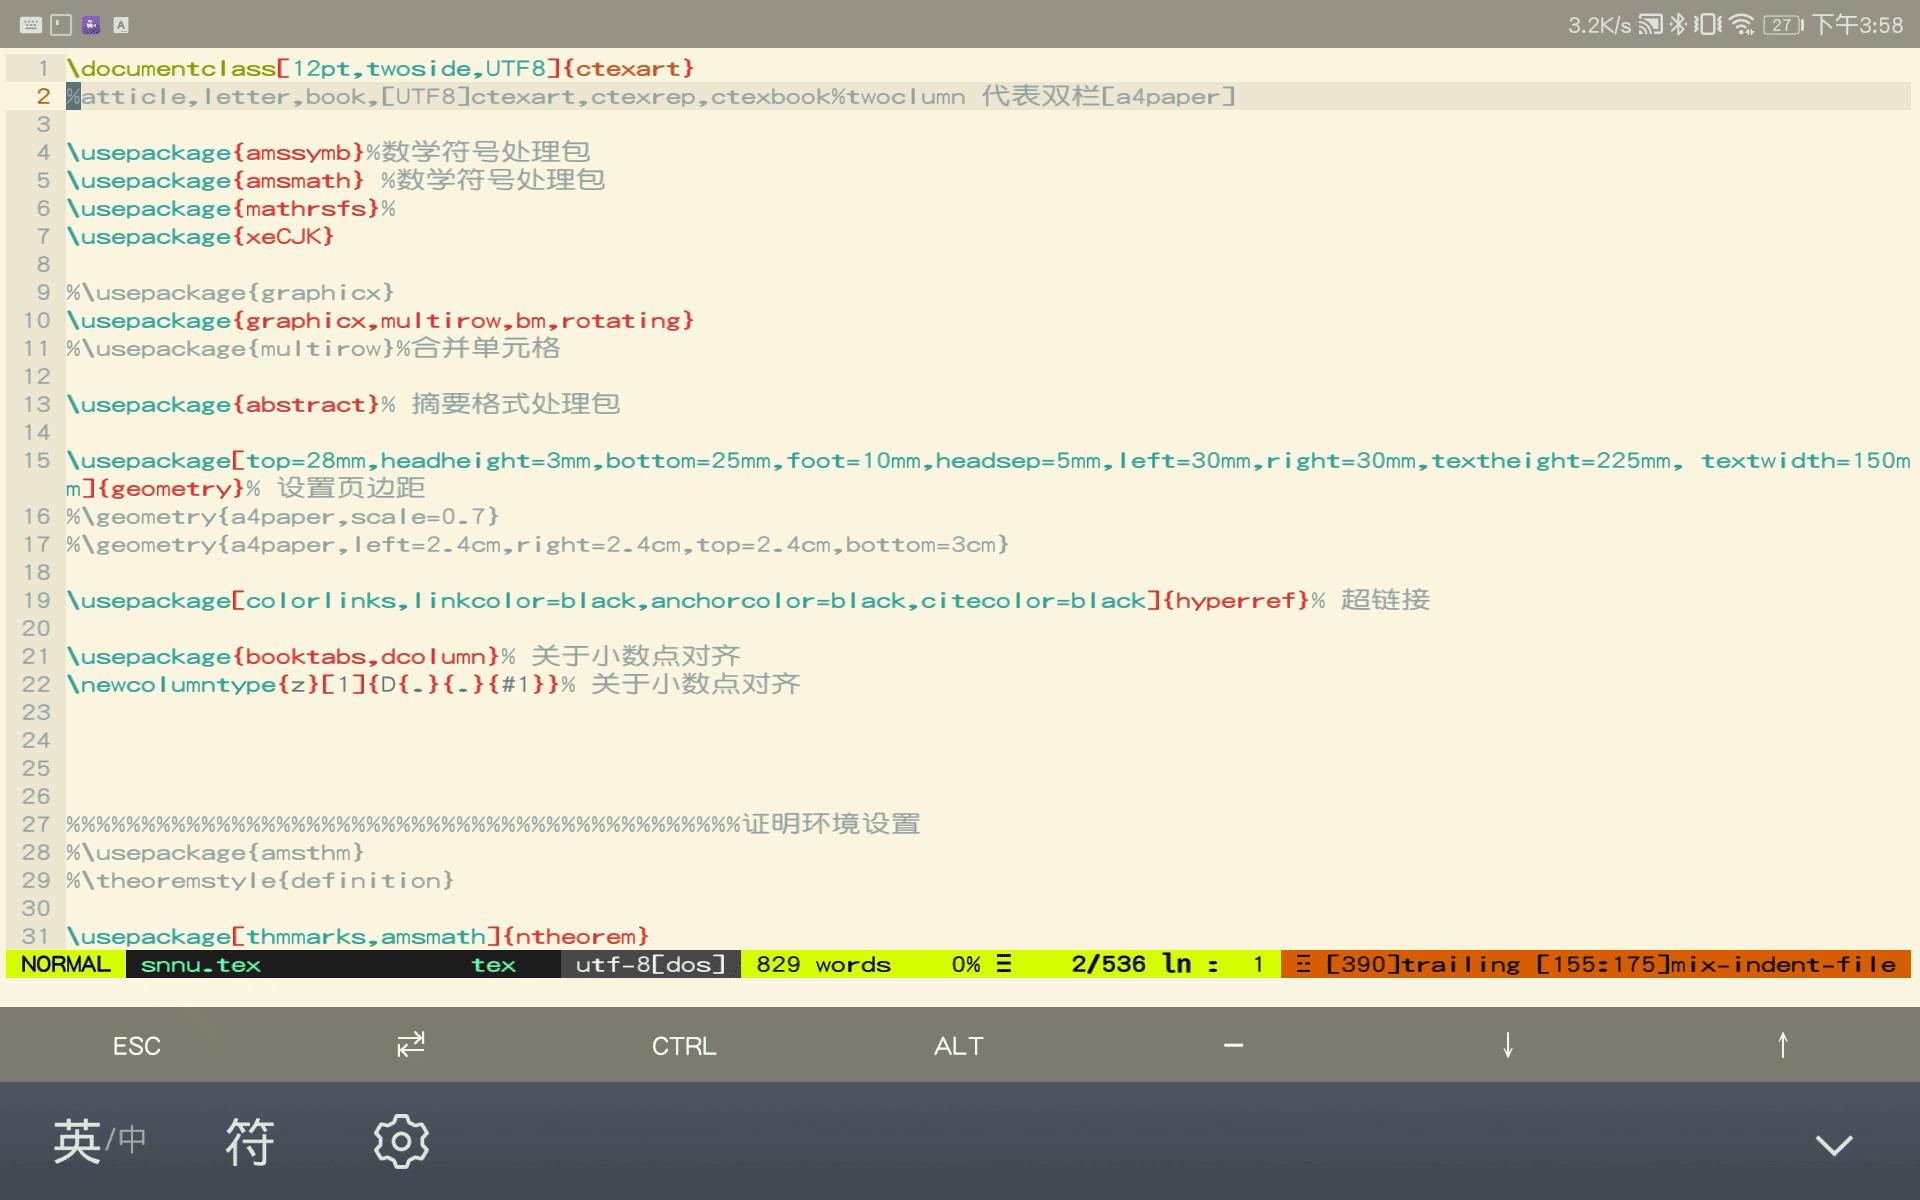 3.2K/s 27 下午3:58
1 \documentclass[12pt,twoside,UTF8]{ctexart}
2 %atticle,letter,book,[UTF8]ctexart,ctexrep,ctexbook%twoclumn 代表双栏[a4paper]
3
4 \usepackage{amssymb}%数学符号处理包
5 \usepackage{amsmath} %数学符号处理包
6 \usepackage{mathrsfs}%
7 \usepackage{xeCJK}
8
9 %\usepackage{graphicx}
10 \usepackage{graphicx,multirow,bm,rotating}
11 %\usepackage{multirow}%合并单元格
12
13 \usepackage{abstract}% 摘要格式处理包
14
15 \usepackage[top=28mm,headheight=3mm,bottom=25mm,foot=10mm,headsep=5mm,left=30mm,right=30mm,textheight=225mm, textwidth=150m
m]{geometry}% 设置页边距
16 %\geometry{a4paper,scale=0.7}
17 %\geometry{a4paper,left=2.4cm,right=2.4cm,top=2.4cm,bottom=3cm}
18
19 \usepackage[colorlinks,linkcolor=black,anchorcolor=black,citecolor=black]{hyperref}% 超链接
20
21 \usepackage{booktabs,dcolumn}% 关于小数点对齐
22 \newcolumntype{z}[1]{D{.}{.}{#1}}% 关于小数点对齐
23
24
25
26
27 %%%%%%%%%%%%%%%%%%%%%%%%%%%%%%%%%%%%%%%%%%%%%证明环境设置
28 %\usepackage{amsthm}
29 %\theoremstyle{definition}
30
31 \usepackage[thmmarks,amsmath]{ntheorem}
NORMAL snnu.tex tex utf-8[dos] 829 words 0% ☰ 2/536 ln : 1 Ξ [390]trailing [155:175]mix-indent-file
ESC ⇄ CTRL ALT — ↓ ↑
英/中 符